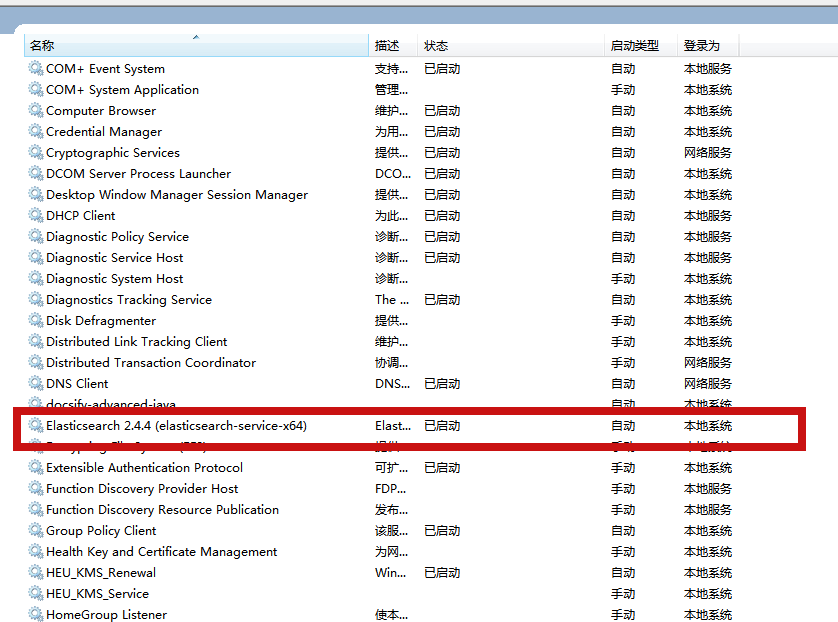 名称 描述 状态 启动类型 登录为
COM+ Event System 支持... 已启动 自动 本地服务
COM+ System Application 管理... 手动 本地系统
Computer Browser 维护... 已启动 自动 本地系统
Credential Manager 为用... 已启动 自动 本地系统
Cryptographic Services 提供... 已启动 自动 网络服务
DCOM Server Process Launcher DCO... 已启动 自动 本地系统
Desktop Window Manager Session Manager 提供... 已启动 自动 本地系统
DHCP Client 为此... 已启动 自动 本地服务
Diagnostic Policy Service 诊断... 已启动 自动 本地服务
Diagnostic Service Host 诊断... 已启动 自动 本地服务
Diagnostic System Host 诊断... 手动 本地系统
Diagnostics Tracking Service The ... 已启动 自动 本地系统
Disk Defragmenter 提供... 手动 本地系统
Distributed Link Tracking Client 维护... 手动 本地系统
Distributed Transaction Coordinator 协调... 手动 网络服务
DNS Client DNS... 已启动 自动 网络服务
docsify-advanced-java 自动 本地系统
Elasticsearch 2.4.4 (elasticsearch-service-x64) Elast... 已启动 自动 本地系统
Extensible Authentication Protocol 可扩... 已启动 手动 本地系统
Function Discovery Provider Host FDP... 手动 本地服务
Function Discovery Resource Publication 发布... 手动 本地服务
Group Policy Client 该服... 已启动 自动 本地系统
Health Key and Certificate Management 为网... 手动 本地系统
HEU_KMS_Renewal Win... 已启动 自动 本地系统
HEU_KMS_Service 手动 本地系统
HomeGroup Listener 使本... 手动 本地系统